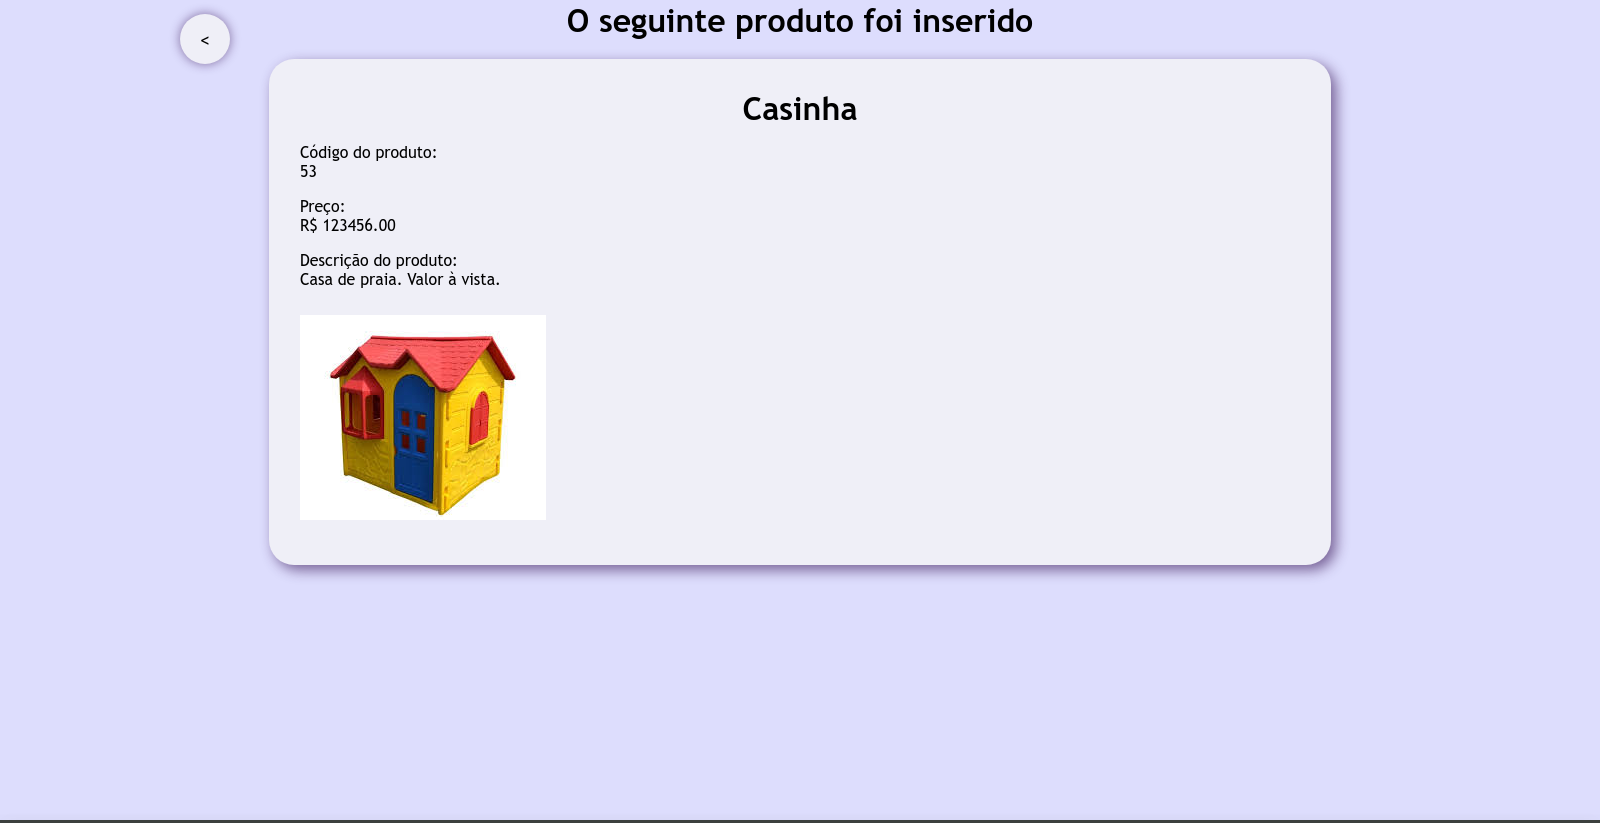 O seguinte produto foi inserido
<
Casinha
Código do produto:
53
Preço:
R$ 123456.00
Descrição do produto:
Casa de praia. Valor à vista.